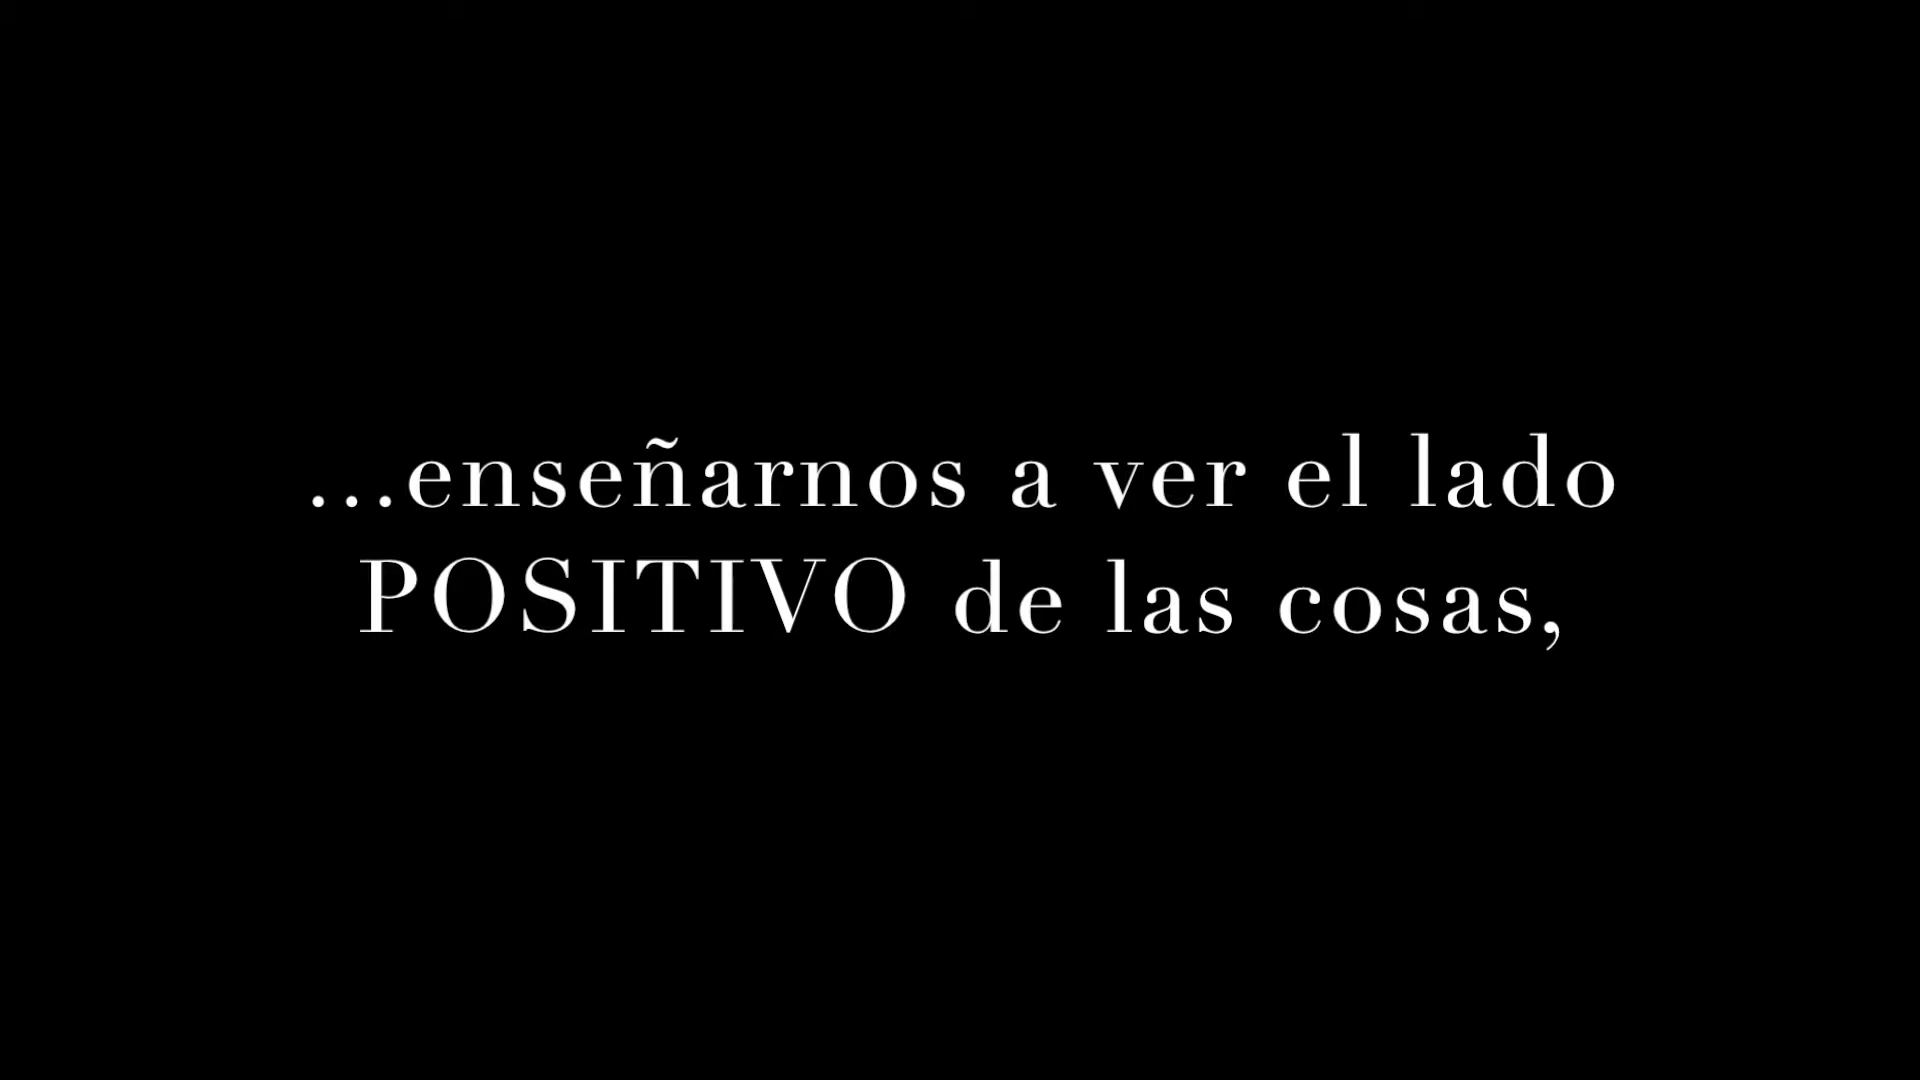 ...enseñarnos a ver el lado
POSITIVO de las cosas,